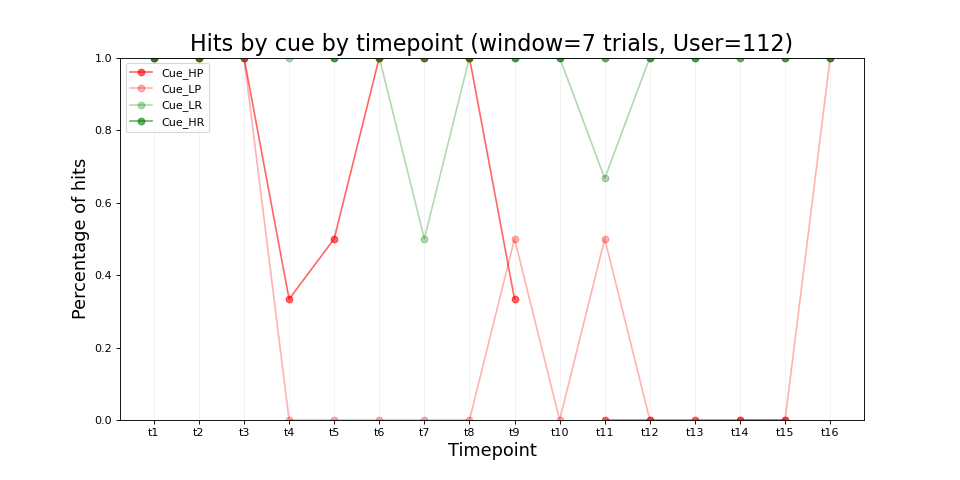 Hits by cue by timepoint (window=7 trials, User=112)
Percentage of hits
1.0
0.8
0.6
0.4
0.2
0.0
Cue_HP
Cue_LP
Cue_LR
Cue_HR
t1 t2 t3 t4 t5 t6 t7 t8 t9 t10 t11 t12 t13 t14 t15 t16
Timepoint